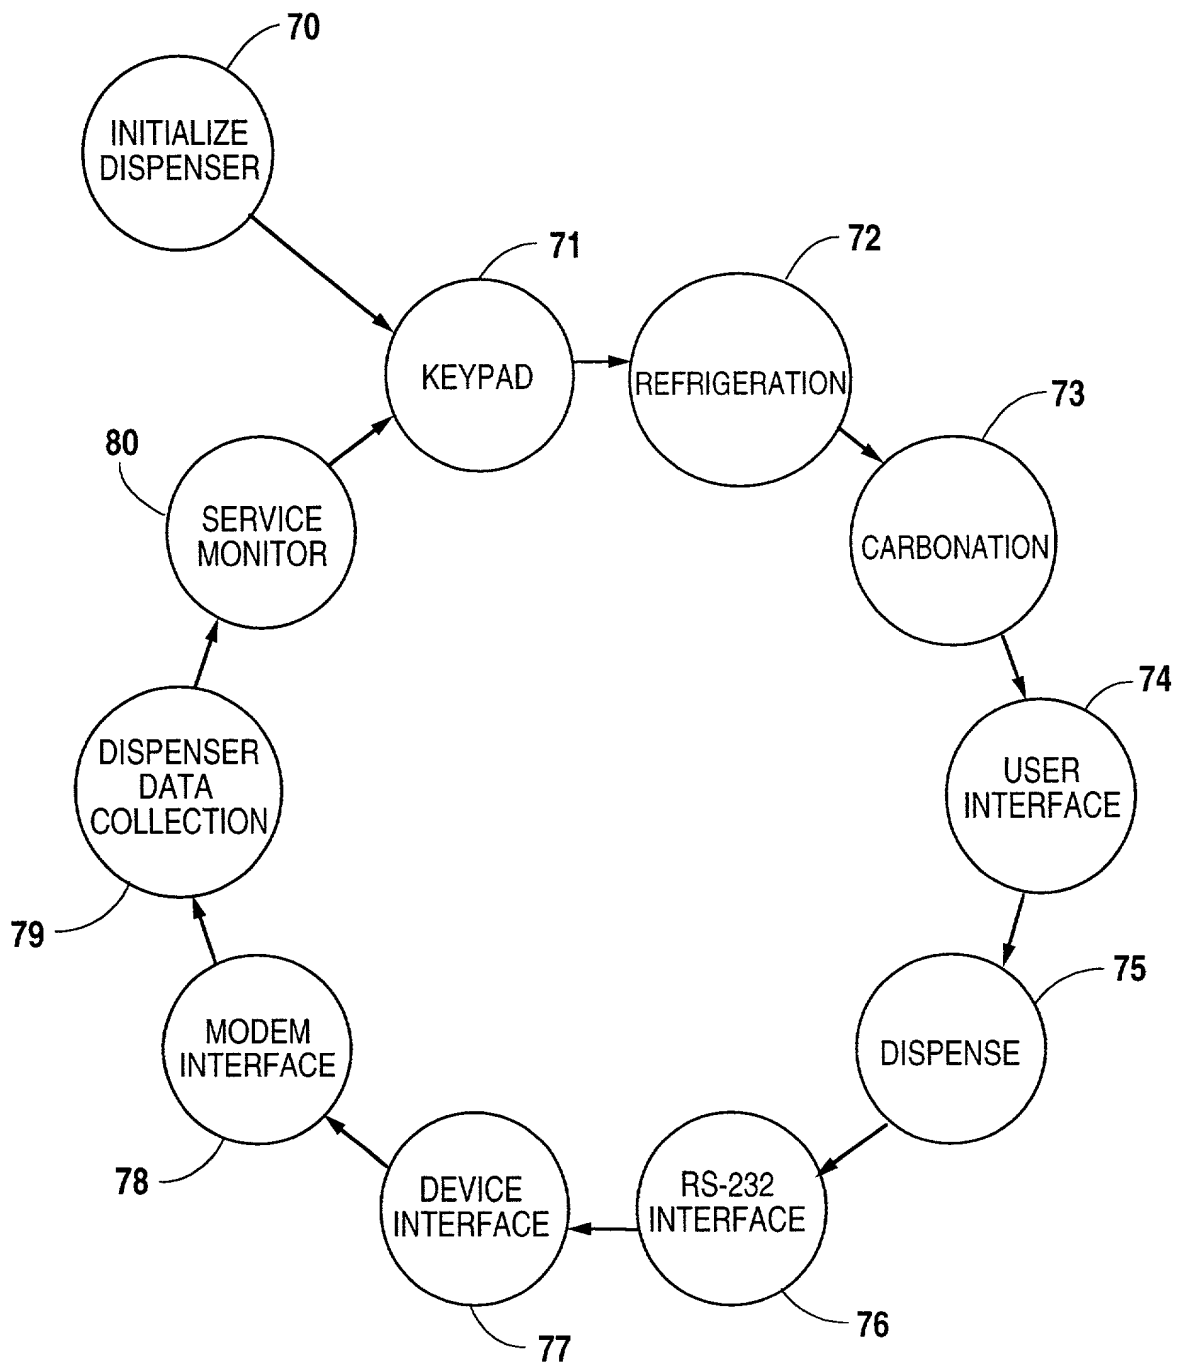 70
INITIALIZE
DISPENSER
71
KEYPAD
72
REFRIGERATION
73
CARBONATION
74
USER
INTERFACE
75
DISPENSE
76
RS-232
INTERFACE
77
DEVICE
INTERFACE
78
MODEM
INTERFACE
79
DISPENSER
DATA
COLLECTION
80
SERVICE
MONITOR